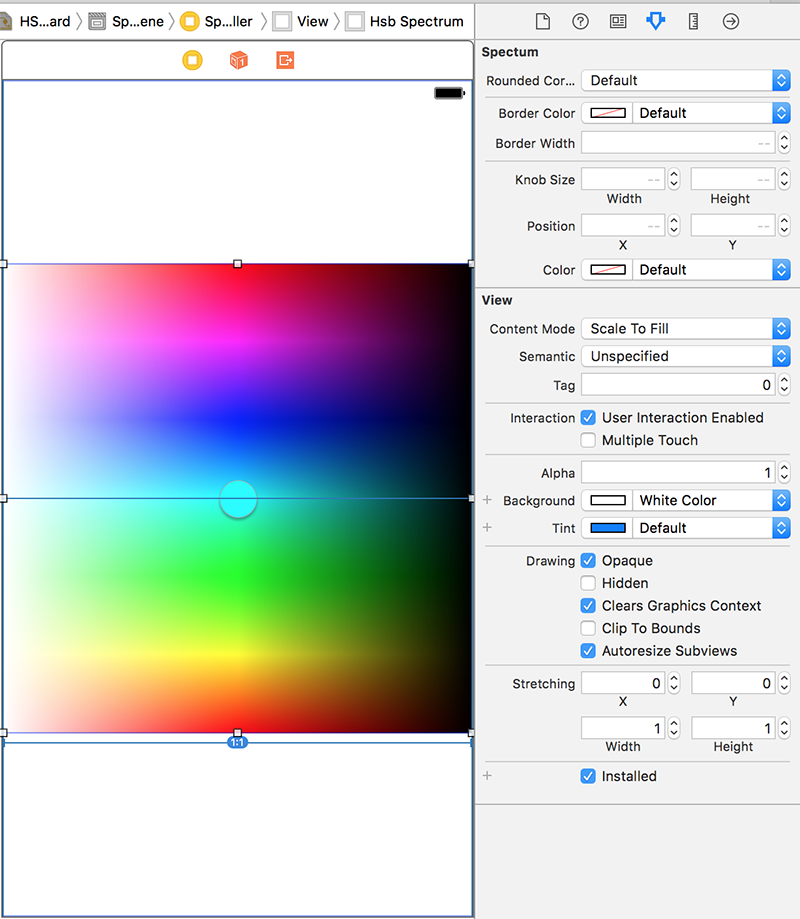 HS...ard Sp...ene Sp...ller View Hsb Spectrum
1
Spectum
Rounded Cor... Default
Border Color Default
Border Width --
Knob Size -- --
Width Height
Position -- --
X Y
Color Default
View
Content Mode Scale To Fill
Semantic Unspecified
Tag 0
Interaction User Interaction Enabled
Multiple Touch
Alpha 1
+ Background White Color
+ Tint Default
Drawing Opaque
Hidden
Clears Graphics Context
Clip To Bounds
Autoresize Subviews
Stretching 0 0
X Y
1 1
Width Height
+ Installed
1:1